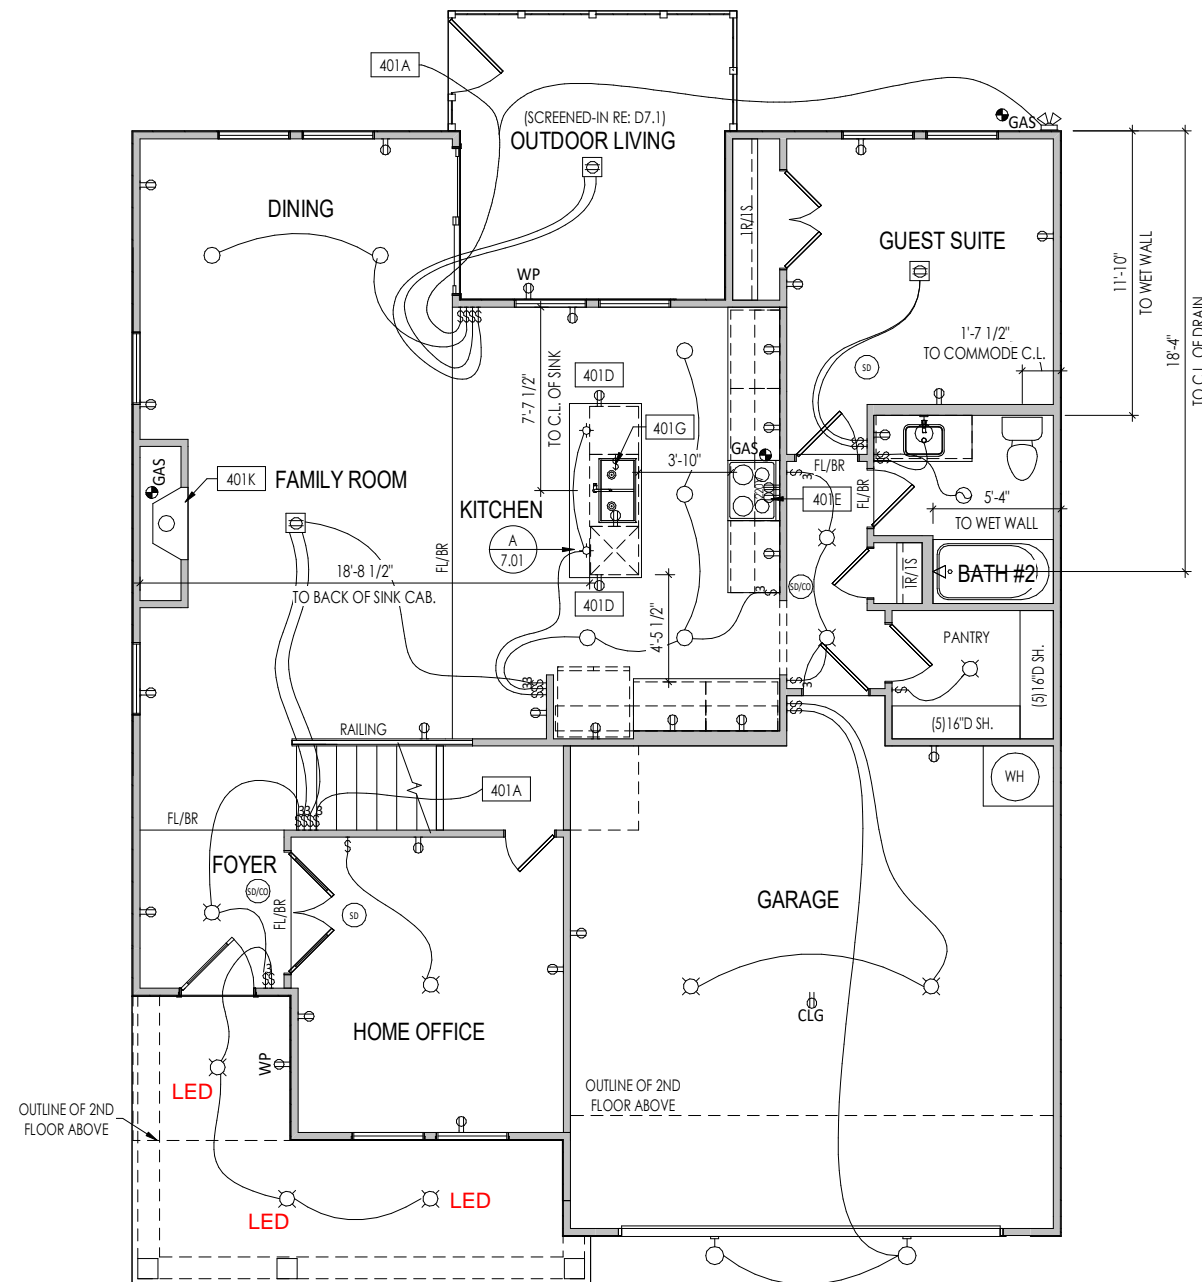 401A
(SCREENED-IN RE: D7.1)
OUTDOOR LIVING
GAS
DINING
1R/1S
GUEST SUITE
11'-10"
TO WET WALL
18'-4"
TO C.L. OF DRAIN
WP
1'-7 1/2"
TO COMMODE C.L.
SD
7'-7 1/2"
TO C.L. OF SINK
401D
401G
GAS
3'-10"
FL/BR
FL/BR
401E
5'-4"
TO WET WALL
GAS
401K
FAMILY ROOM
KITCHEN
A
7.01
FL/BR
18'-8 1/2"
TO BACK OF SINK CAB.
401D
SD/CO
1R/1S
BATH #2
4'-5 1/2"
PANTRY
(5)16"D SH.
(5)16"D SH.
RAILING
WH
401A
FL/BR
FOYER
SD/CO
FL/BR
SD
GARAGE
CLG
HOME OFFICE
WP
LED
OUTLINE OF 2ND
FLOOR ABOVE
OUTLINE OF 2ND
FLOOR ABOVE
LED
LED